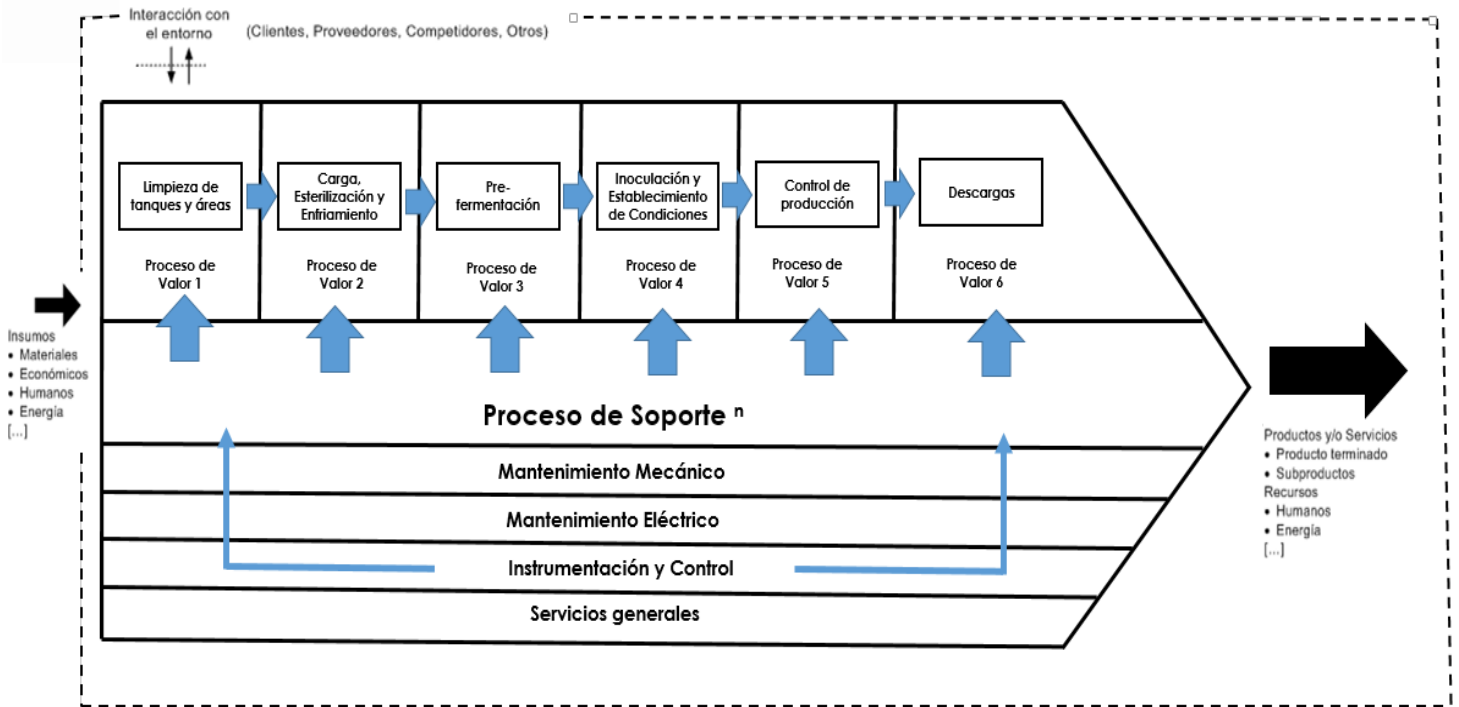 Interacción con
el entorno
(Clientes, Proveedores, Competidores, Otros)
Limpieza de
tanques y áreas
Carga,
Esterilización y
Enfriamiento
Pre-
fermentación
Inoculación y
Establecimiento
de Condiciones
Control de
producción
Descargas
Proceso de
Valor 1
Proceso de
Valor 2
Proceso de
Valor 3
Proceso de
Valor 4
Proceso de
Valor 5
Proceso de
Valor 6
Insumos
• Materiales
• Económicos
• Humanos
• Energía
[...]
Proceso de Soporte ⁿ
Mantenimiento Mecánico
Mantenimiento Eléctrico
Instrumentación y Control
Servicios generales
Productos y/o Servicios
• Producto terminado
• Subproductos
Recursos
• Humanos
• Energía
[...]